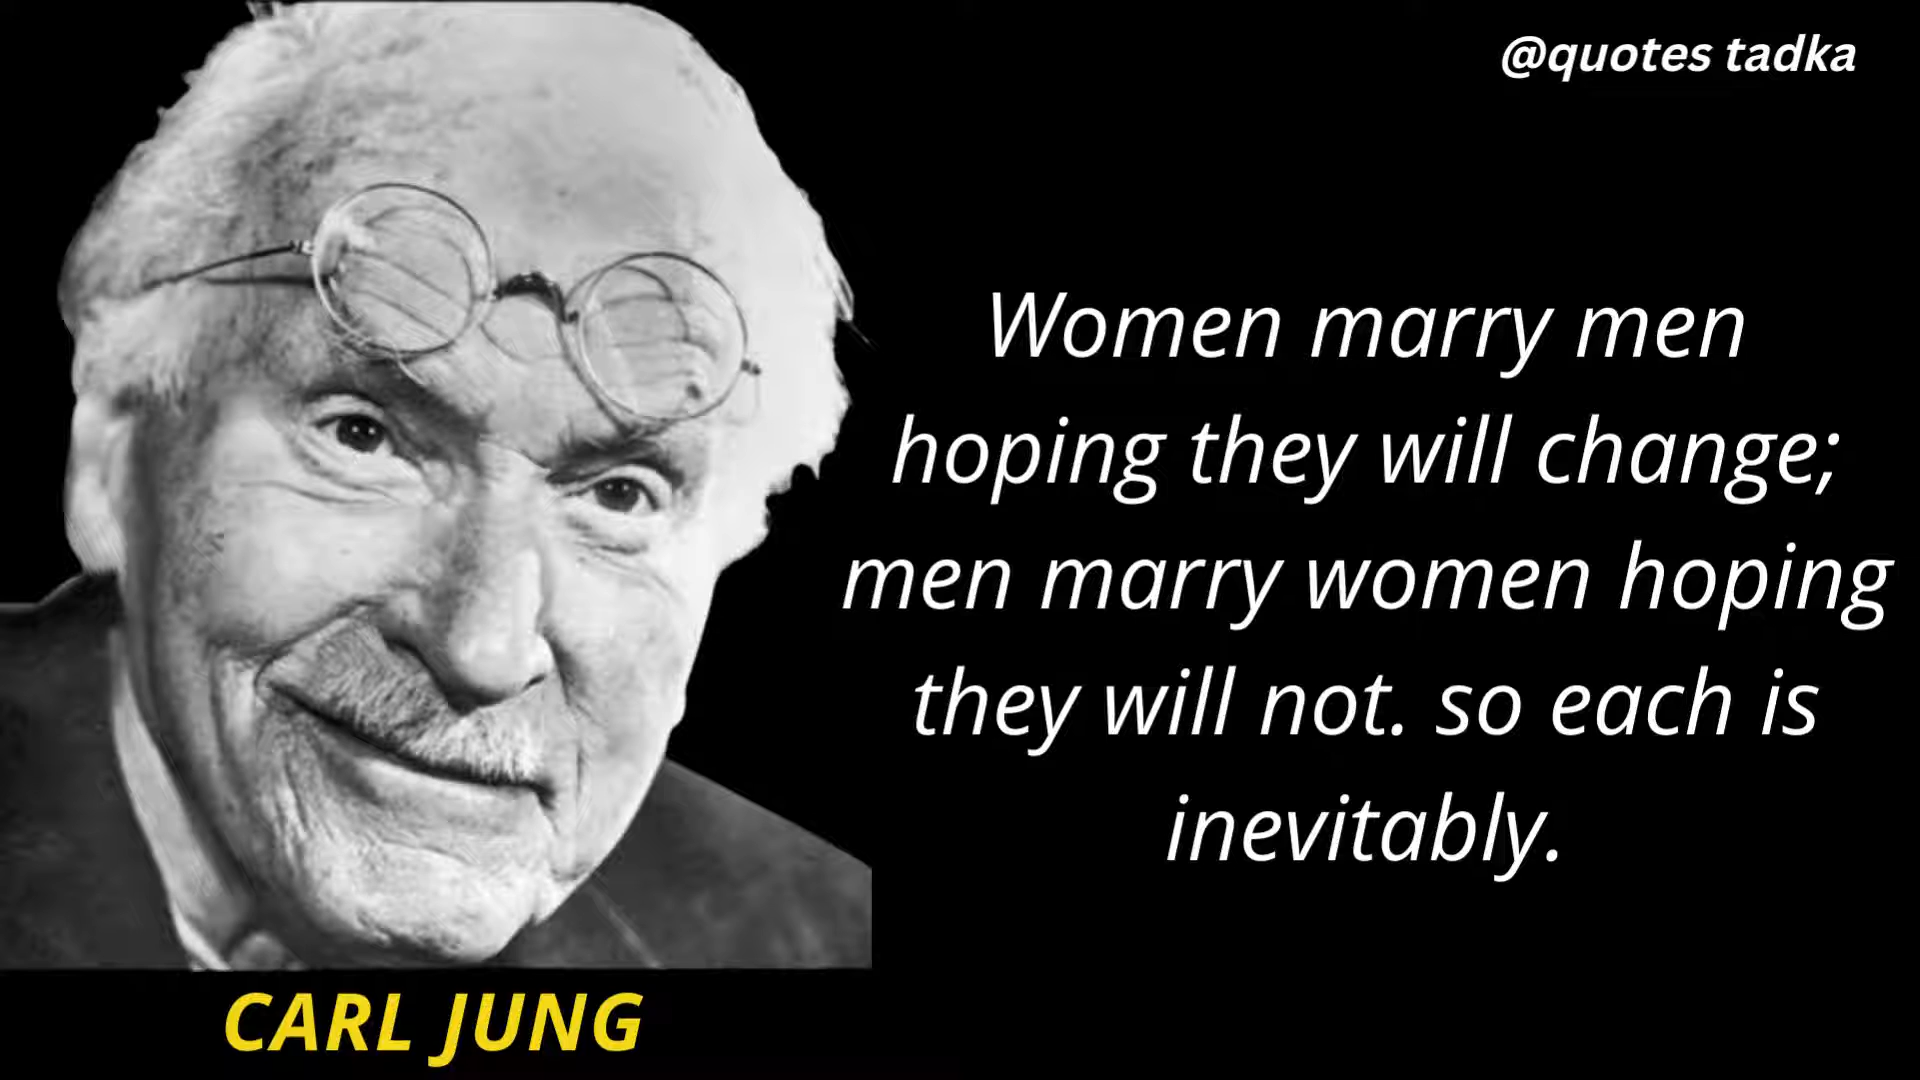 @quotes tadka
Women marry men
hoping they will change;
men marry women hoping
they will not. so each is
inevitably.
CARL JUNG